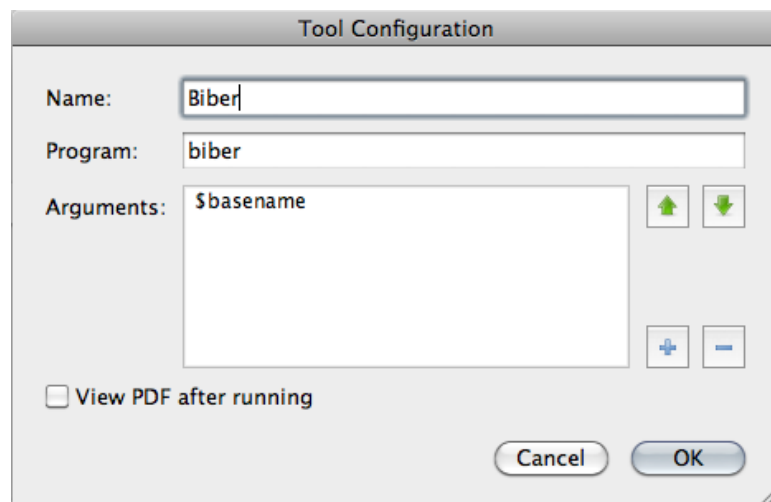 Tool Configuration
Name: Biber
Program: biber
Arguments: $basename
View PDF after running
Cancel OK